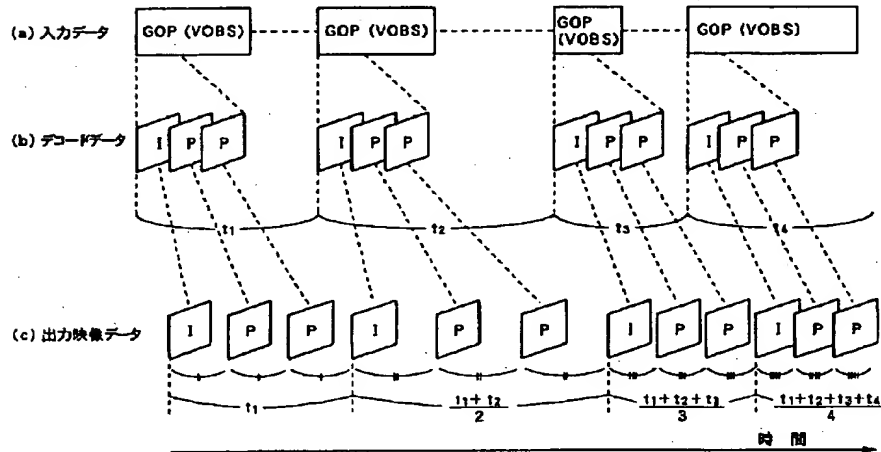 (a) 入力データ
GOP (VOBS)
GOP (VOBS)
GOP
(VOBS)
GOP (VOBS)
(b) デコードデータ
I P P
I P P
I P P
I P P
t1
t2
t3
t4
(c) 出力映像データ
I P P
I P P
I P P
I P P
t1
t1+t2
2
t1+t2+t3
3
t1+t2+t3+t4
4
時間